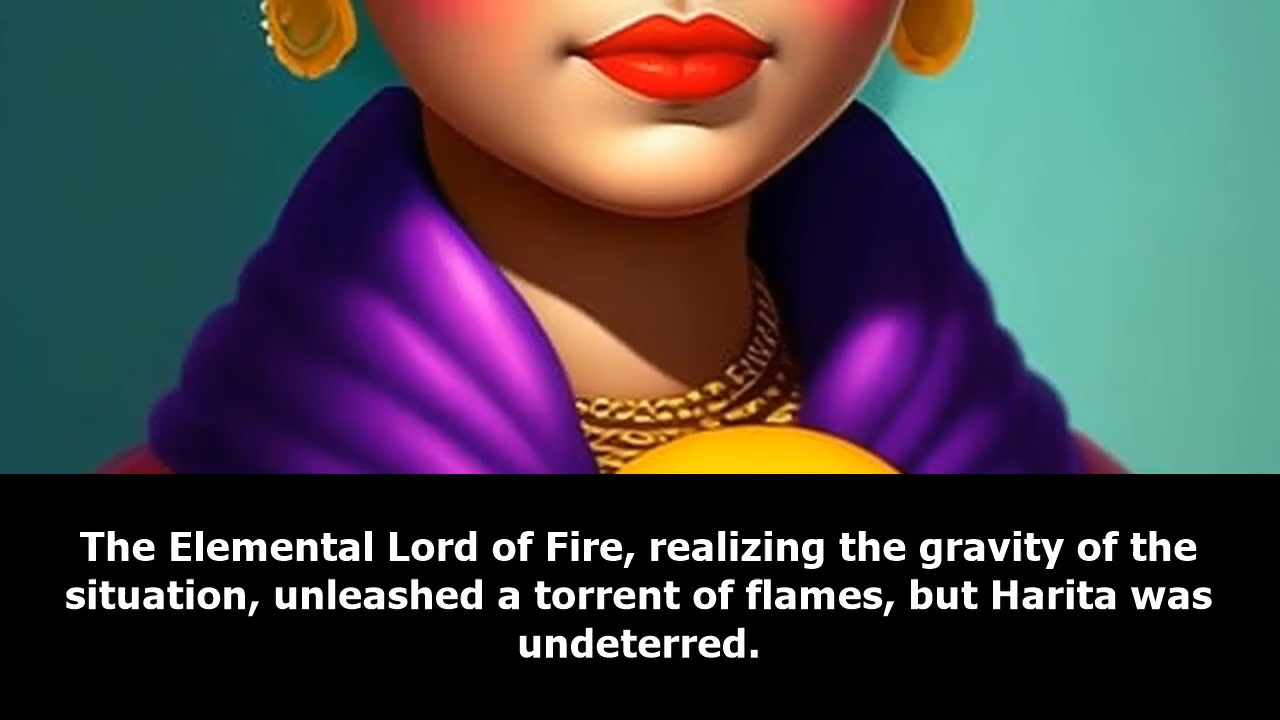 The Elemental Lord of Fire, realizing the gravity of the
situation, unleashed a torrent of flames, but Harita was
undeterred.